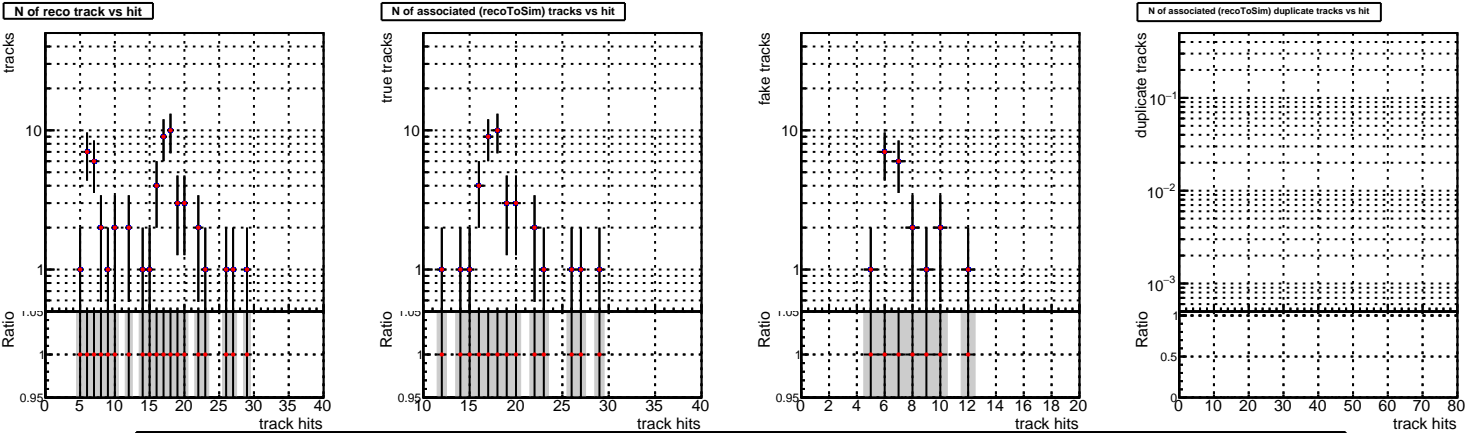 N of reco track vs hit
tracks
10
1
1.05
Ratio
1
0.95
0 5 10 15 20 25 30 35 40
track hits
N of associated (recoToSim) tracks vs hit
true tracks
10
1
1.05
Ratio
1
0.95
10 15 20 25 30 35 40
track hits
fake tracks
10
1
1.05
Ratio
1
0.95
0 2 4 6 8 10 12 14 16 18 20
track hits
N of associated (recoToSim) duplicate tracks vs hit
duplicate tracks
10⁻¹
10⁻²
10⁻³
Ratio
1
0.5
0
0 10 20 30 40 50 60 70 80
track hits